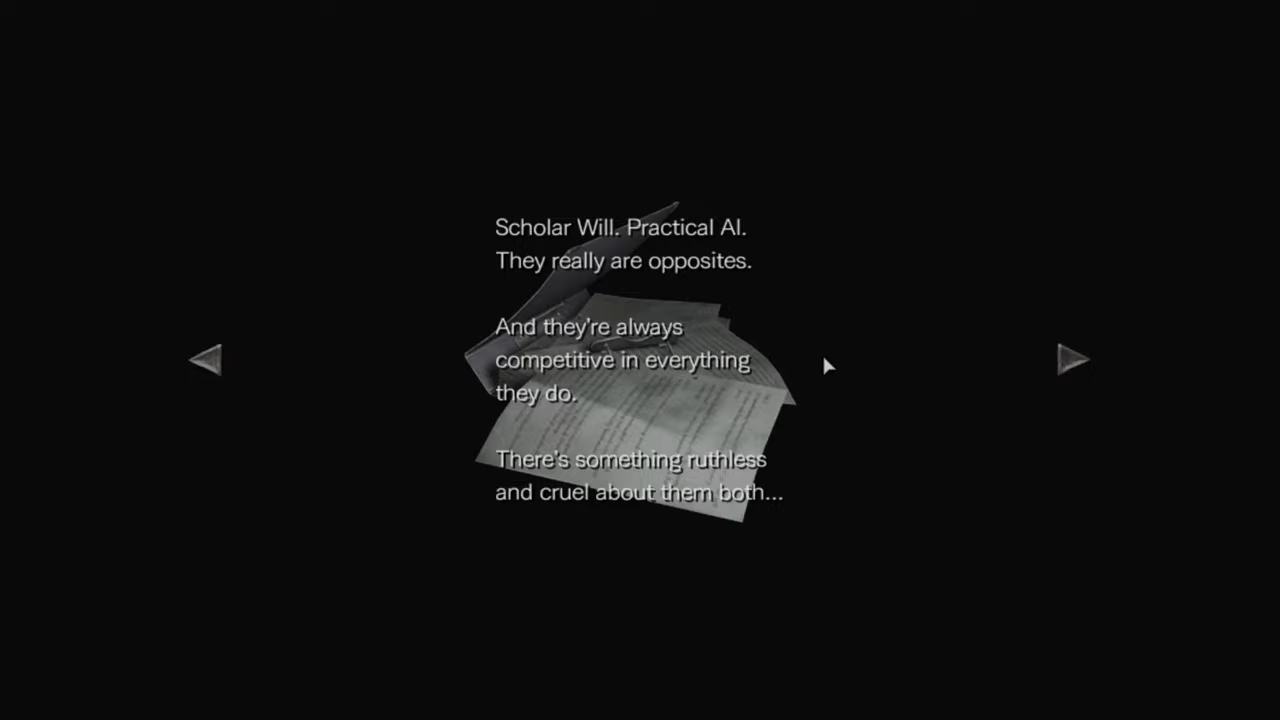 Scholar Will. Practical Al.
They really are opposites.
And they're always
competitive in everything
they do.
There's something ruthless
and cruel about them both...